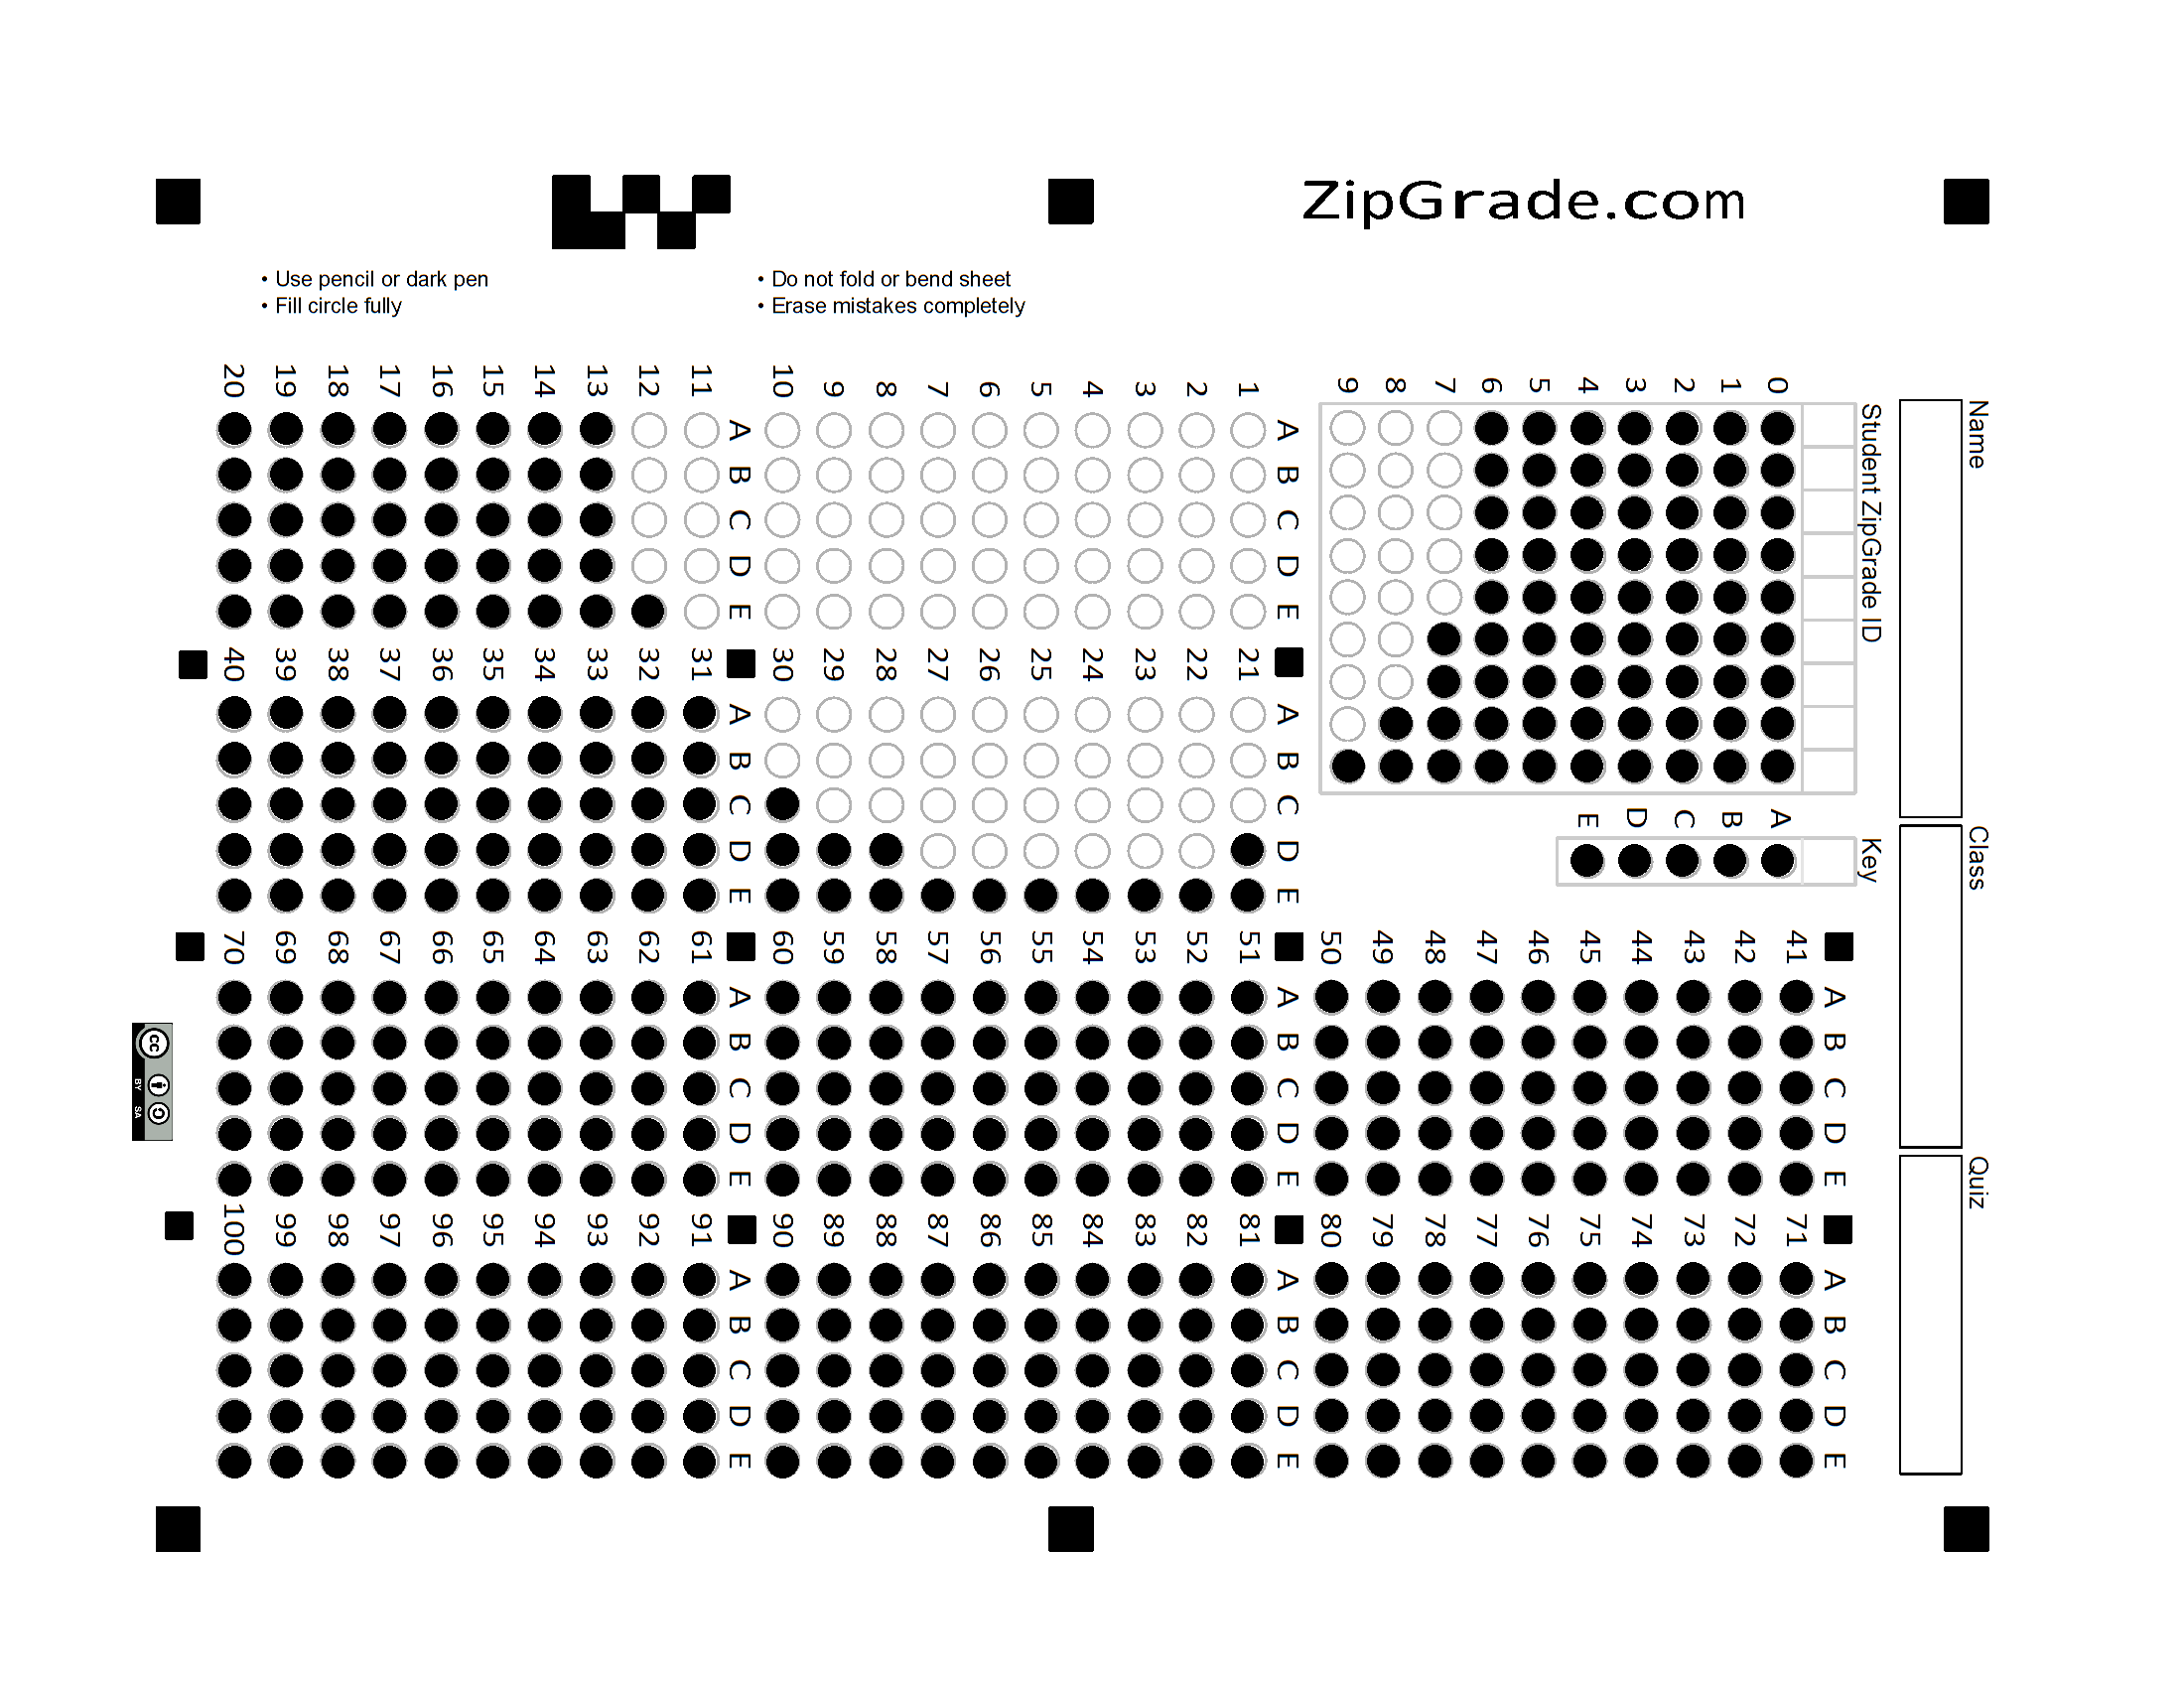 ZipGrade.com
• Use pencil or dark pen
• Fill circle fully
• Do not fold or bend sheet
• Erase mistakes completely
Name
Class
Quiz
Student ZipGrade ID
0 1 2 3 4 5 6 7 8 9
Key
A B C D E
A B C D E
1 2 3 4 5 6 7 8 9 10
A B C D E
11 12 13 14 15 16 17 18 19 20
A B C D E
21 22 23 24 25 26 27 28 29 30
A B C D E
31 32 33 34 35 36 37 38 39 40
A B C D E
41 42 43 44 45 46 47 48 49 50
A B C D E
51 52 53 54 55 56 57 58 59 60
A B C D E
61 62 63 64 65 66 67 68 69 70
A B C D E
71 72 73 74 75 76 77 78 79 80
A B C D E
81 82 83 84 85 86 87 88 89 90
A B C D E
91 92 93 94 95 96 97 98 99 100
cc BY SA